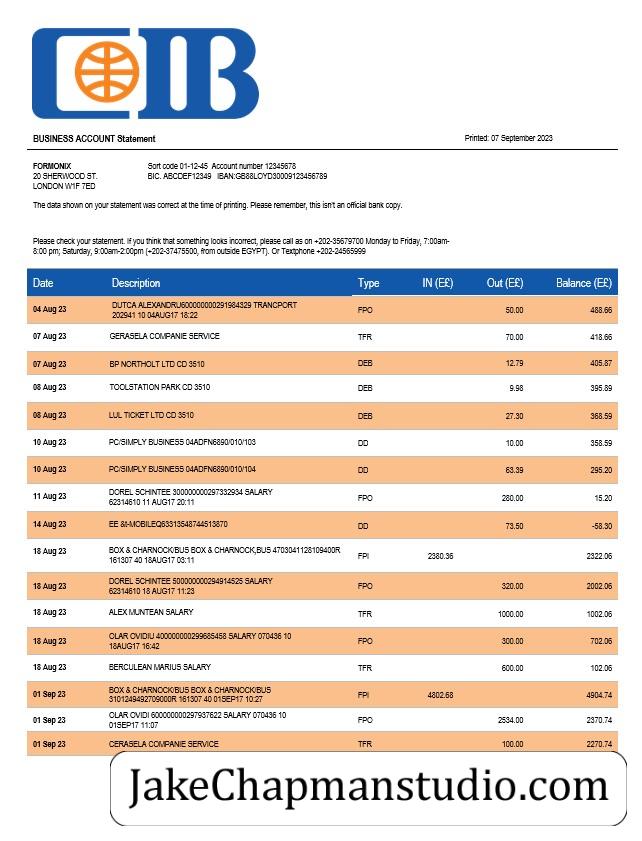 CIB
BUSINESS ACCOUNT Statement Printed: 07 September 2023
FORMONIX Sort code 01-12-45 Account number 12345678
20 SHERWOOD ST. BIC. ABCDEF12349 IBAN:GB88LOYD30009123456789
LONDON W1F 7ED
The data shown on your statement was correct at the time of printing. Please remember, this isn't an official bank copy.
Please check your statement. If you think that something looks incorrect, please call as on +202-35679700 Monday to Friday, 7:00am-
8:00 pm; Saturday, 9:00am-2:00pm (+202-37475500, from outside EGYPT). Or Textphone +202-24565999
Date Description Type IN (E£) Out (E£) Balance (E£)
04 Aug 23 DUTCA ALEXANDRU600000000291984329 TRANCPORT FPO 50.00 488.66
202941 10 04AUG17 18:22
07 Aug 23 GERASELA COMPANIE SERVICE TFR 70.00 418.66
07 Aug 23 BP NORTHOLT LTD CD 3510 DEB 12.79 405.87
08 Aug 23 TOOLSTATION PARK CD 3510 DEB 9.98 395.89
08 Aug 23 LUL TICKET LTD CD 3510 DEB 27.30 368.59
10 Aug 23 PC/SIMPLY BUSINESS 04ADFN6890/010/103 DD 10.00 358.59
10 Aug 23 PC/SIMPLY BUSINESS 04ADFN6890/010/104 DD 63.39 295.20
11 Aug 23 DOREL SCHINTEE 300000000297332934 SALARY FPO 280.00 15.20
62314610 11 AUG17 20:11
14 Aug 23 EE &t-MOBILEQ63313548744513870 DD 73.50 -58.30
18 Aug 23 BOX & CHARNOCK/BUS BOX & CHARNOCK,BUS 4703041128109400R FPI 2380.36 2322.06
161307 40 18AUG17 03:11
18 Aug 23 DOREL SCHINTEE 500000000294914525 SALARY FPO 320.00 2002.06
62314610 18 AUG17 11:23
18 Aug 23 ALEX MUNTEAN SALARY TFR 1000.00 1002.06
18 Aug 23 OLAR OVIDIU 400000000299685458 SALARY 070436 10 FPO 300.00 702.06
18AUG17 16:42
18 Aug 23 BERCULEAN MARIUS SALARY TFR 600.00 102.06
01 Sep 23 BOX & CHARNOCK/BUS BOX & CHARNOCK/BUS FPI 4802.68 4904.74
3101249492709000R 161307 40 01SEP17 10:27
01 Sep 23 OLAR OVIDI 600000000297937622 SALARY 070436 10 FPO 2534.00 2370.74
01SEP17 11:07
01 Sep 23 CERASELA COMPANIE SERVICE TFR 100.00 2270.74
JakeChapmanstudio.com